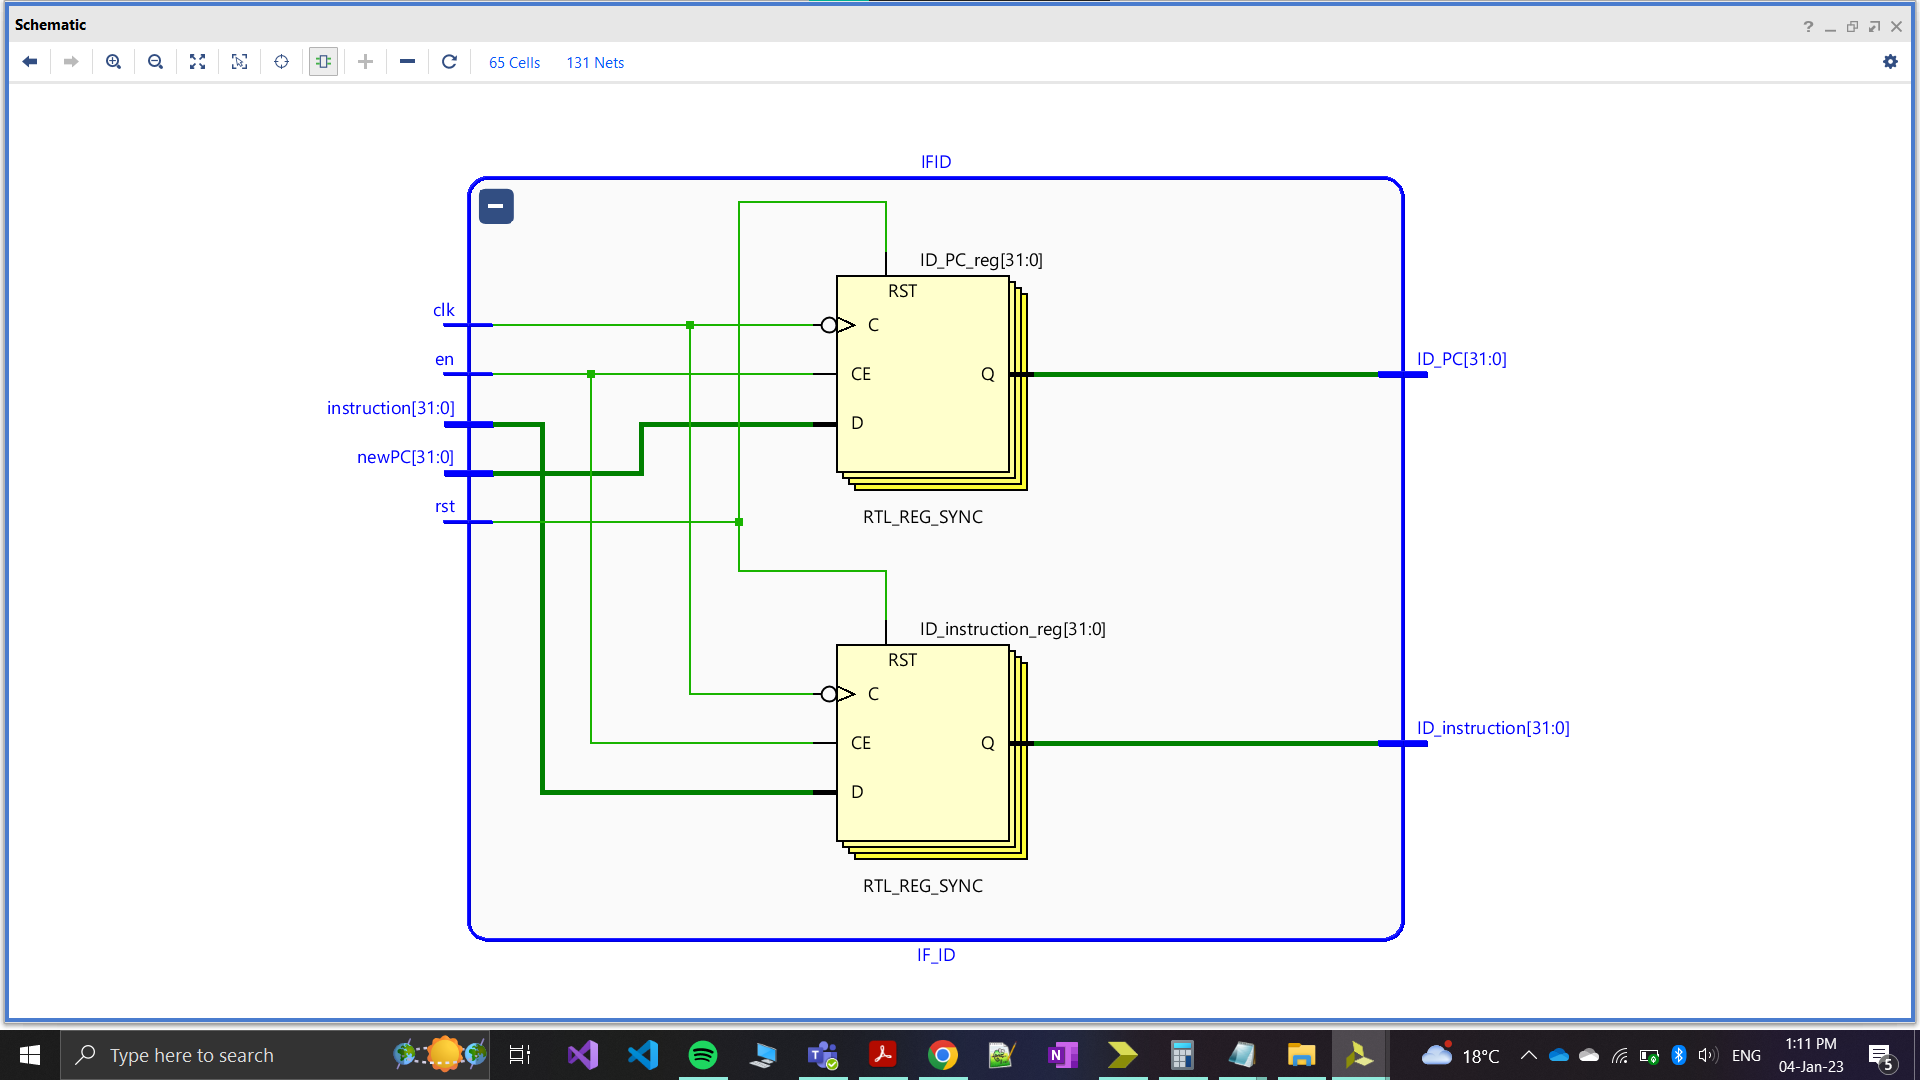 Schematic
65 Cells 131 Nets
IFID
ID_PC_reg[31:0]
RST
clk
C
en
CE
Q
ID_PC[31:0]
instruction[31:0]
D
newPC[31:0]
rst
RTL_REG_SYNC
ID_instruction_reg[31:0]
RST
C
CE
Q
ID_instruction[31:0]
D
RTL_REG_SYNC
IF_ID
Type here to search
18°C
ENG
1:11 PM
04-Jan-23
5